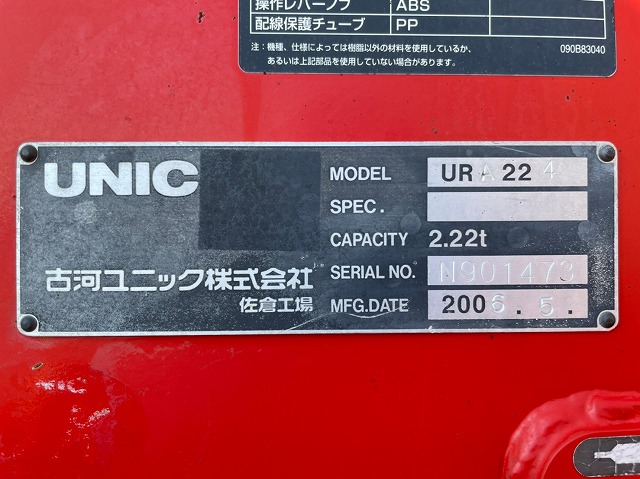 操作レバーノブ ABS
配線保護チューブ PP
注：機種、仕様によっては樹脂以外の材料を使用しているか、
あるいは上記部品を使用していない場合があります。
090B83040
UNIC
古河ユニック株式会社
佐倉工場
MODEL URA224
SPEC.
CAPACITY 2.22t
SERIAL NO. N901473
MFG.DATE 2006.5.